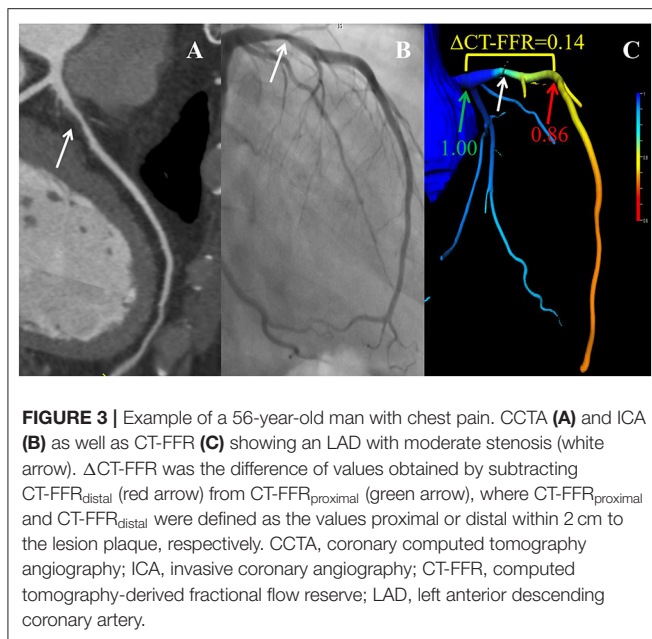 A
B
ΔCT-FFR=0.14
C
1.00
0.86
FIGURE 3 | Example of a 56-year-old man with chest pain. CCTA (A) and ICA
(B) as well as CT-FFR (C) showing an LAD with moderate stenosis (white
arrow). ΔCT-FFR was the difference of values obtained by subtracting
CT-FFRdistal (red arrow) from CT-FFRproximal (green arrow), where CT-FFRproximal
and CT-FFRdistal were defined as the values proximal or distal within 2 cm to
the lesion plaque, respectively. CCTA, coronary computed tomography
angiography; ICA, invasive coronary angiography; CT-FFR, computed
tomography-derived fractional flow reserve; LAD, left anterior descending
coronary artery.